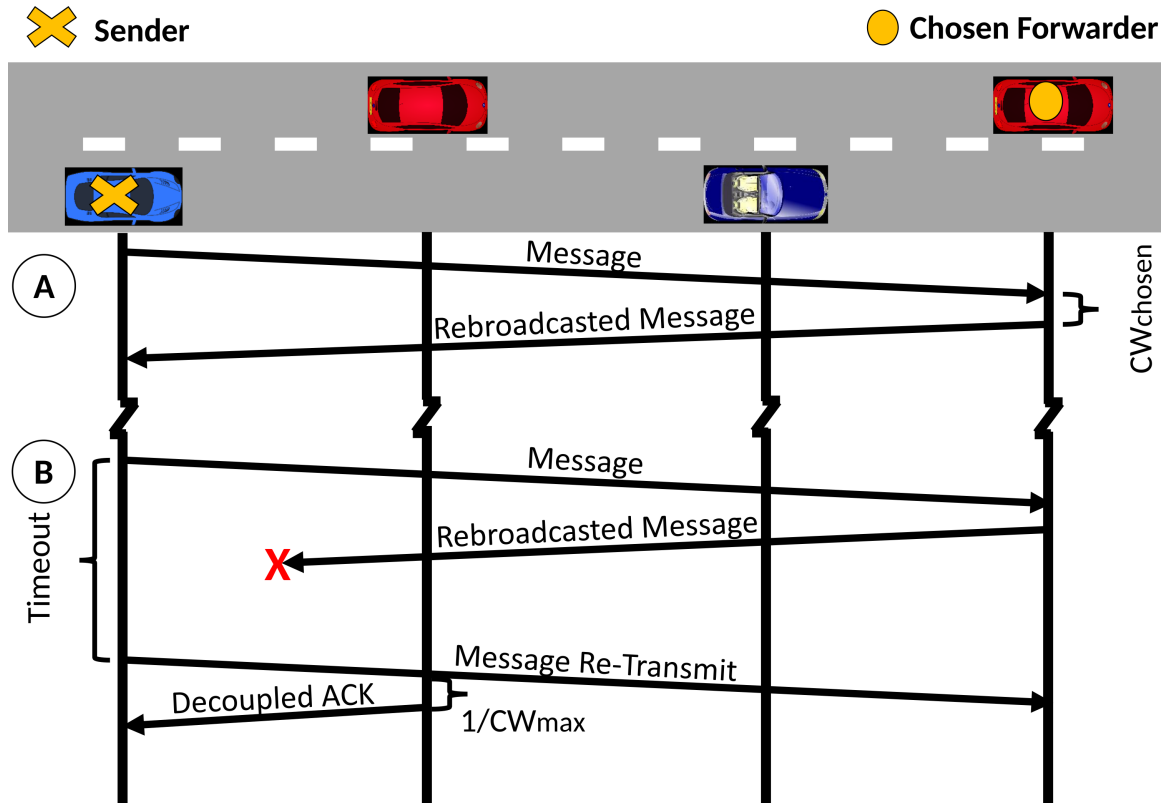 Sender
Chosen Forwarder
A
Message
CWchosen
Rebroadcasted Message
B
Message
Timeout
Rebroadcasted Message
X
Message Re-Transmit
Decoupled ACK
1/CWmax